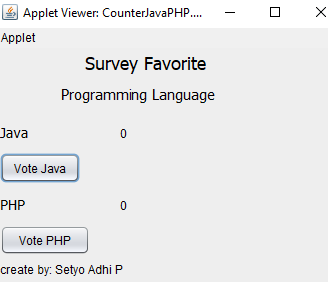 Applet Viewer: CounterJavaPHP....
Applet
Survey Favorite
Programming Language
Java 0
Vote Java
PHP 0
Vote PHP
create by: Setyo Adhi P